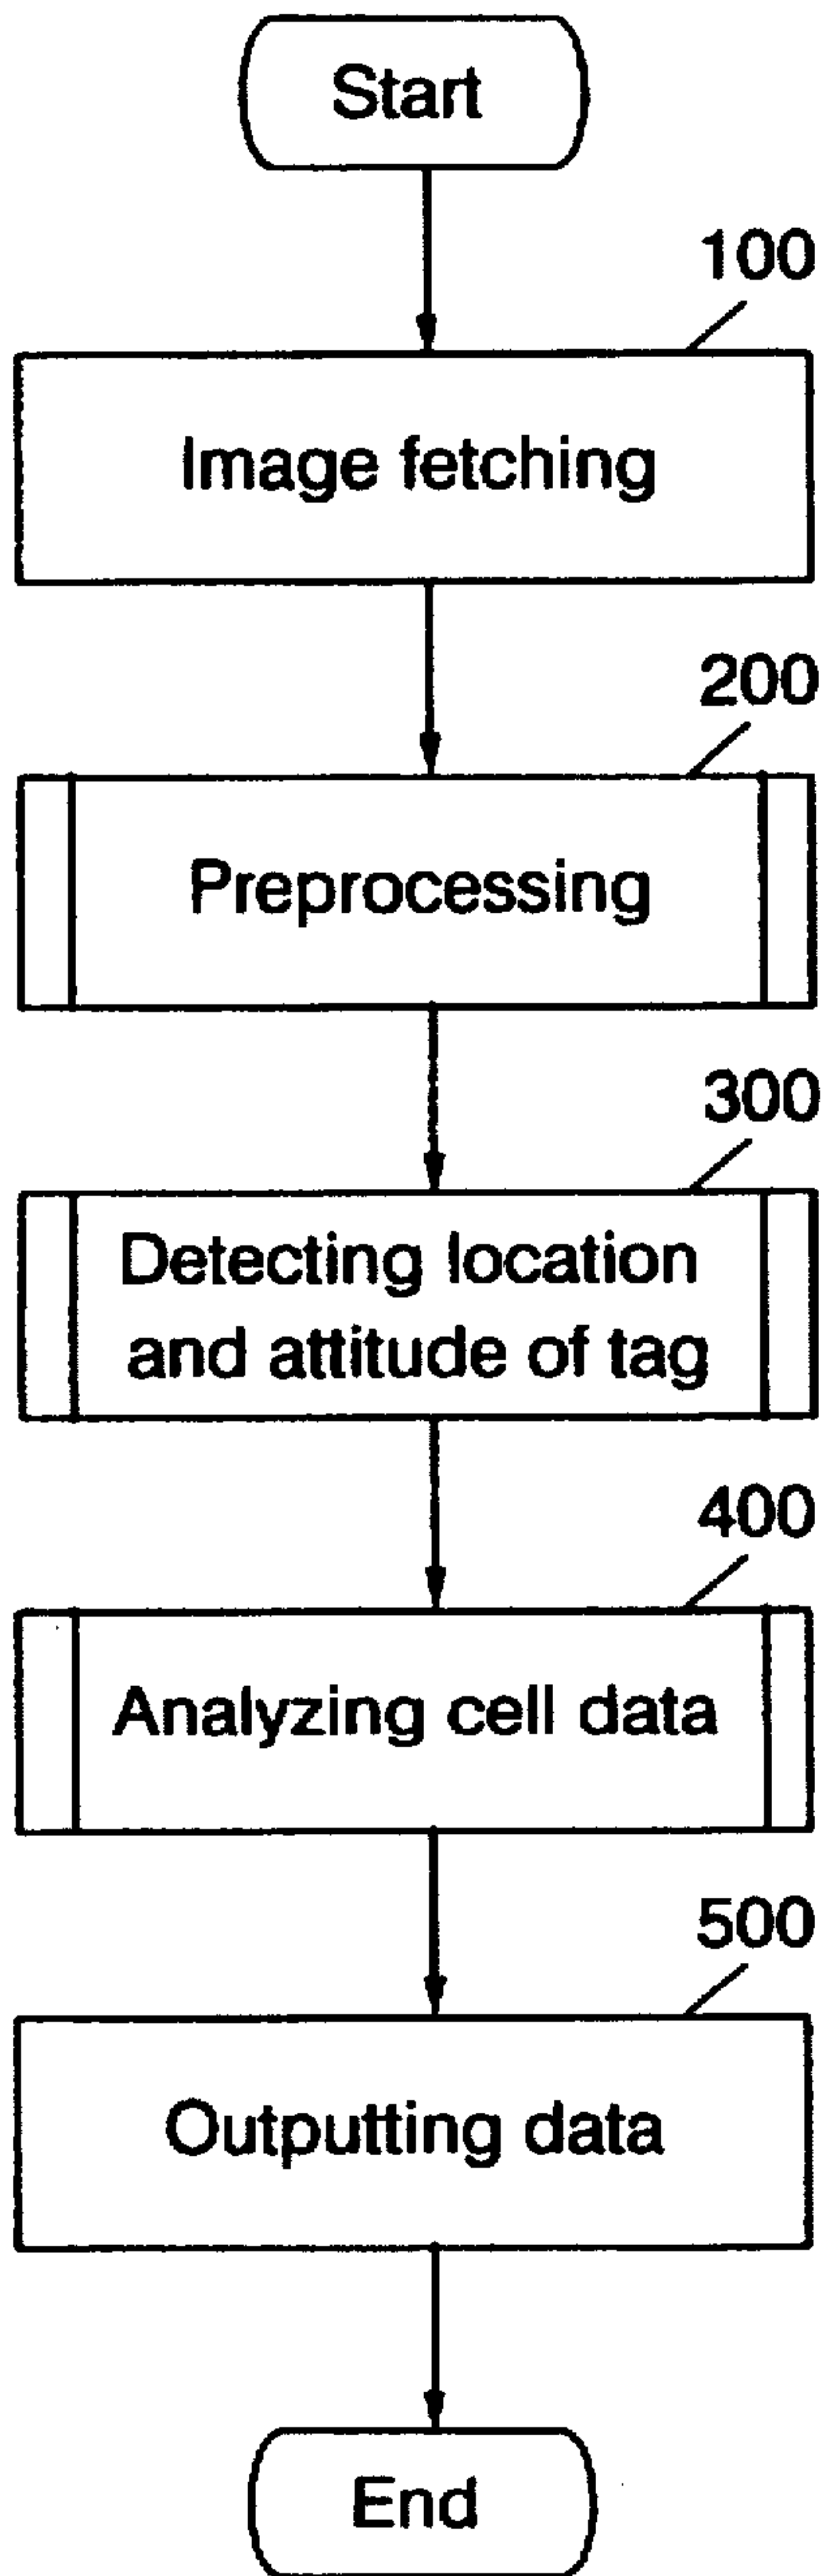 Start
100
Image fetching
200
Preprocessing
300
Detecting location
and attitude of tag
400
Analyzing cell data
500
Outputting data
End